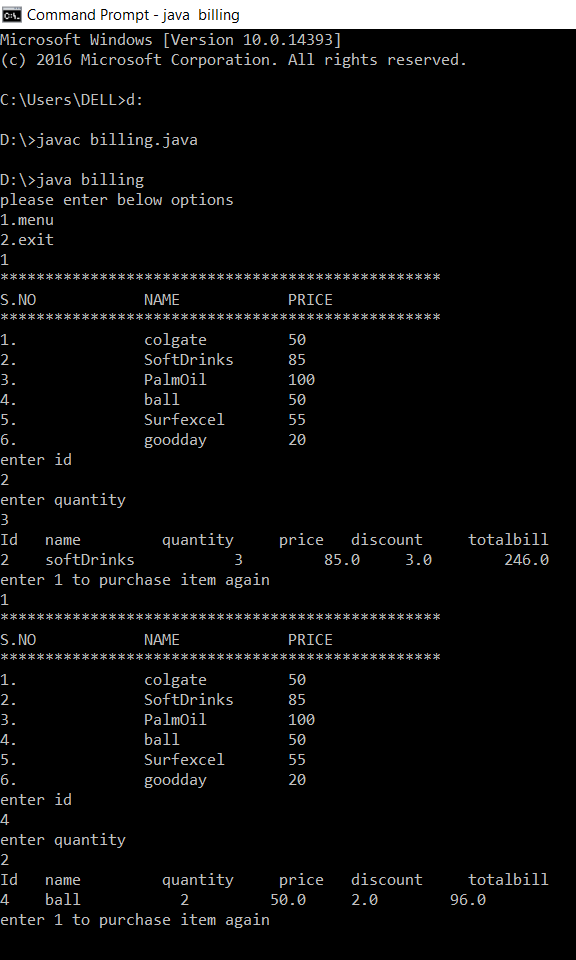 Command Prompt - java  billing
Microsoft Windows [Version 10.0.14393]
(c) 2016 Microsoft Corporation. All rights reserved.
C:\Users\DELL>d:
D:\>javac billing.java
D:\>java billing
please enter below options
1.menu
2.exit
1
*************************************************
S.NO            NAME            PRICE
*************************************************
1.              colgate         50
2.              SoftDrinks      85
3.              PalmOil         100
4.              ball            50
5.              Surfexcel       55
6.              goodday         20
enter id
2
enter quantity
3
Id   name         quantity     price   discount     totalbill
2    softDrinks           3         85.0     3.0        246.0
enter 1 to purchase item again
1
*************************************************
S.NO            NAME            PRICE
*************************************************
1.              colgate         50
2.              SoftDrinks      85
3.              PalmOil         100
4.              ball            50
5.              Surfexcel       55
6.              goodday         20
enter id
4
enter quantity
2
Id   name         quantity     price   discount     totalbill
4    ball           2         50.0     2.0        96.0
enter 1 to purchase item again